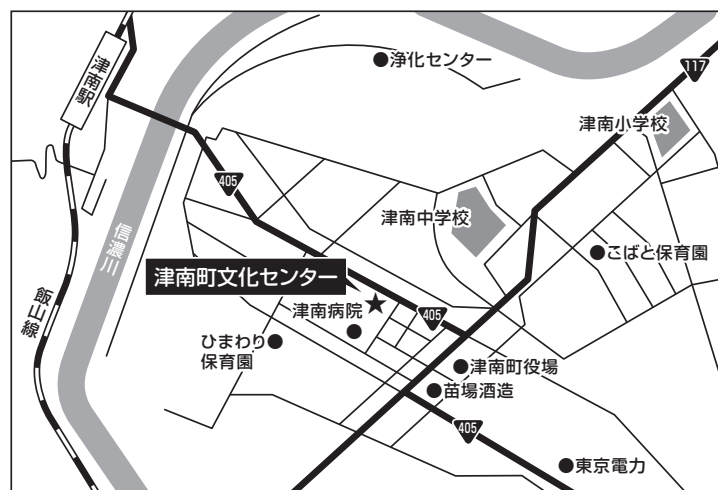 浄化センター
117
津南駅
津南小学校
405
津南中学校
信濃川
こばと保育園
津南町文化センター
津南病院
405
飯山線
ひまわり
保育園
津南町役場
苗場酒造
405
東京電力